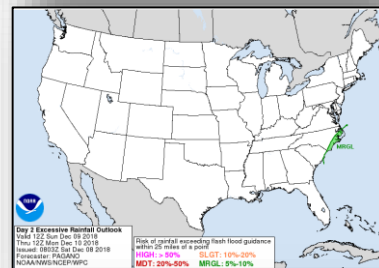 MRGL
NOAA
Day 2 Excessive Rainfall Outlook
Valid 12Z Sun Dec 09 2018
Thru 12Z Mon Dec 10 2018
Issued: 0803Z Sat Dec 08 2018
Forecaster: PAGANO
NOAA/NWS/NCEP/WPC
Risk of rainfall exceeding flash flood guidance
within 25 miles of a point
HIGH: > 50% SLGT: 10%-20%
MDT: 20%-50% MRGL: 5%-10%